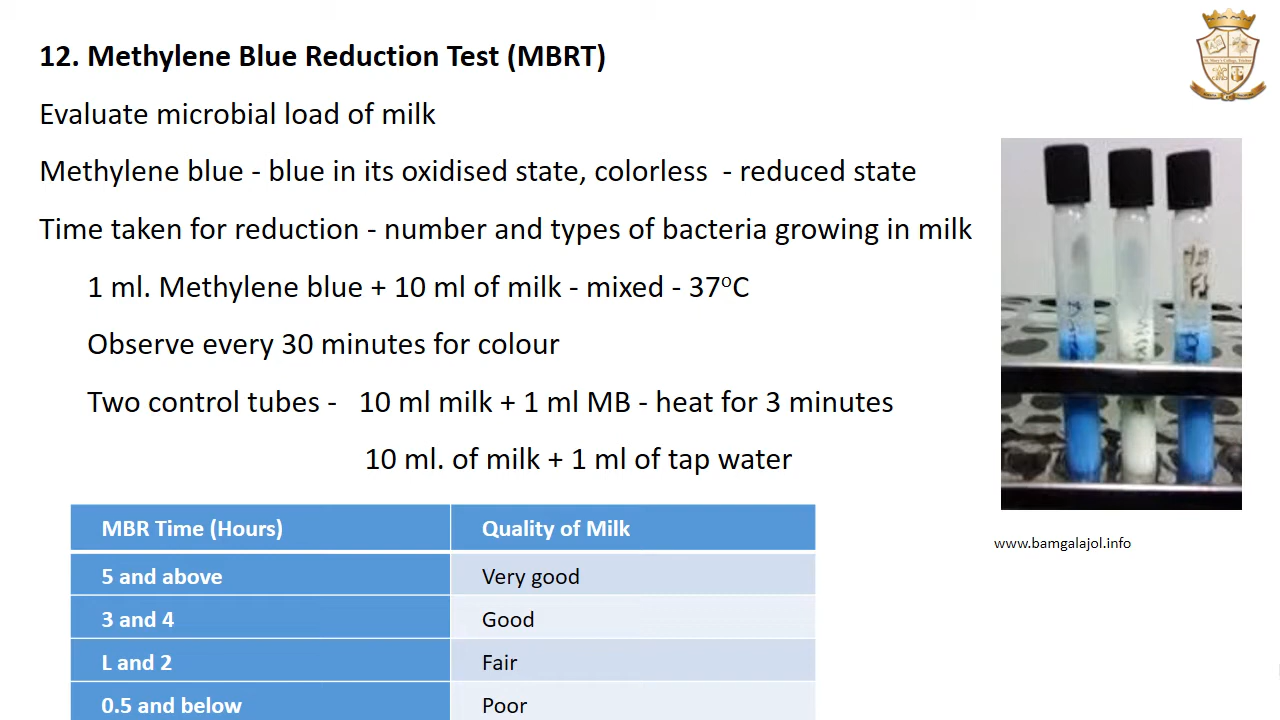 12. Methylene Blue Reduction Test (MBRT)
Evaluate microbial load of milk
Methylene blue - blue in its oxidised state, colorless - reduced state
Time taken for reduction - number and types of bacteria growing in milk
1 ml. Methylene blue + 10 ml of milk - mixed - 37°C
Observe every 30 minutes for colour
Two control tubes - 10 ml milk + 1 ml MB - heat for 3 minutes
10 ml. of milk + 1 ml of tap water
www.bamgalajol.info
MBR Time (Hours) Quality of Milk
5 and above Very good
3 and 4 Good
L and 2 Fair
0.5 and below Poor